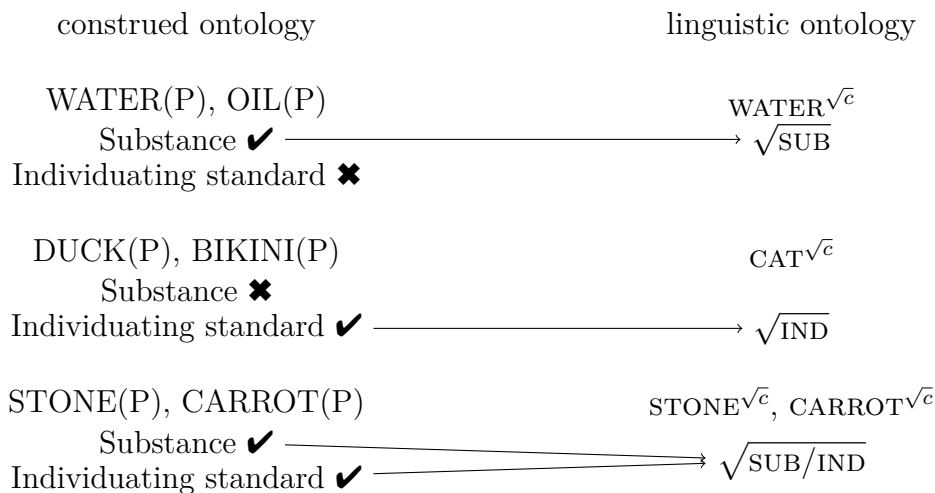 construed ontology linguistic ontology
WATER(P), OIL(P) WATER^√c
Substance ✔ √SUB
Individuating standard ✖
DUCK(P), BIKINI(P) CAT^√c
Substance ✖
Individuating standard ✔ √IND
STONE(P), CARROT(P) STONE^√c, CARROT^√c
Substance ✔ √SUB/IND
Individuating standard ✔